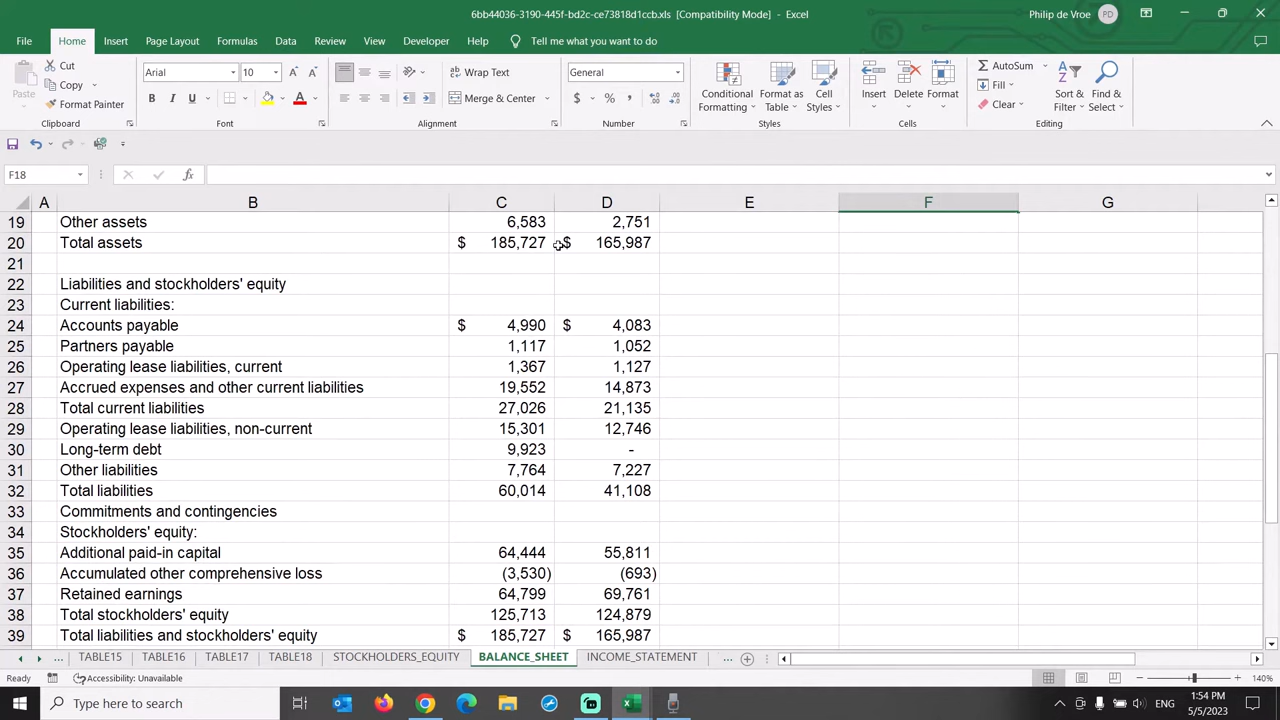 6bb44036-3190-445f-bd2c-ce73818d1ccb.xls [Compatibility Mode] - Excel
Philip de Vroe PD
File Home Insert Page Layout Formulas Data Review View Developer Help Tell me what you want to do
Paste Cut Copy Format Painter Clipboard
Arial 10 A A B I U A Font
ab Wrap Text Merge & Center Alignment
General $ % , Number
Conditional Formatting Format as Table Cell Styles Styles
Insert Delete Format Cells
AutoSum Fill Clear Sort & Filter Find & Select Editing
F18 fx
A B C D E F G
19 Other assets 6,583 2,751
20 Total assets $ 185,727 $ 165,987
21
22 Liabilities and stockholders' equity
23 Current liabilities:
24 Accounts payable $ 4,990 $ 4,083
25 Partners payable 1,117 1,052
26 Operating lease liabilities, current 1,367 1,127
27 Accrued expenses and other current liabilities 19,552 14,873
28 Total current liabilities 27,026 21,135
29 Operating lease liabilities, non-current 15,301 12,746
30 Long-term debt 9,923 -
31 Other liabilities 7,764 7,227
32 Total liabilities 60,014 41,108
33 Commitments and contingencies
34 Stockholders' equity:
35 Additional paid-in capital 64,444 55,811
36 Accumulated other comprehensive loss (3,530) (693)
37 Retained earnings 64,799 69,761
38 Total stockholders' equity 125,713 124,879
39 Total liabilities and stockholders' equity $ 185,727 $ 165,987
... TABLE15 TABLE16 TABLE17 TABLE18 STOCKHOLDERS_EQUITY BALANCE_SHEET INCOME_STATEMENT ...
Ready Accessibility: Unavailable 140%
Type here to search ENG 1:54 PM
5/5/2023